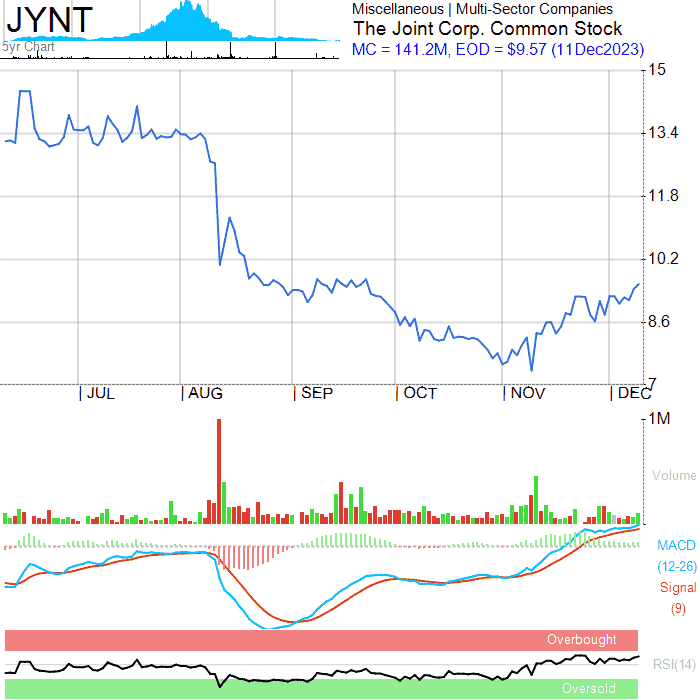 JYNT
5yr Chart
Miscellaneous | Multi-Sector Companies
The Joint Corp. Common Stock
MC = 141.2M, EOD = $9.57 (11Dec2023)
15
13.4
11.8
10.2
8.6
7
| JUL | AUG | SEP | OCT | NOV | DEC
1M
Volume
MACD
(12-26)
Signal
(9)
Overbought
RSI(14)
Oversold